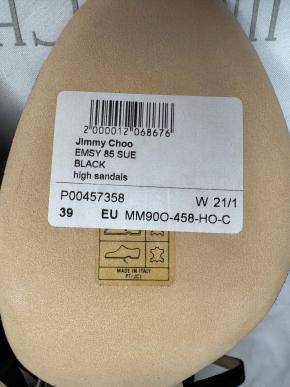 2 000012 068676
Jimmy Choo
EMSY 85 SUE
BLACK
high sandals
P00457358 W 21/1
39 EU MM90O-458-HO-C
MADE IN ITALY